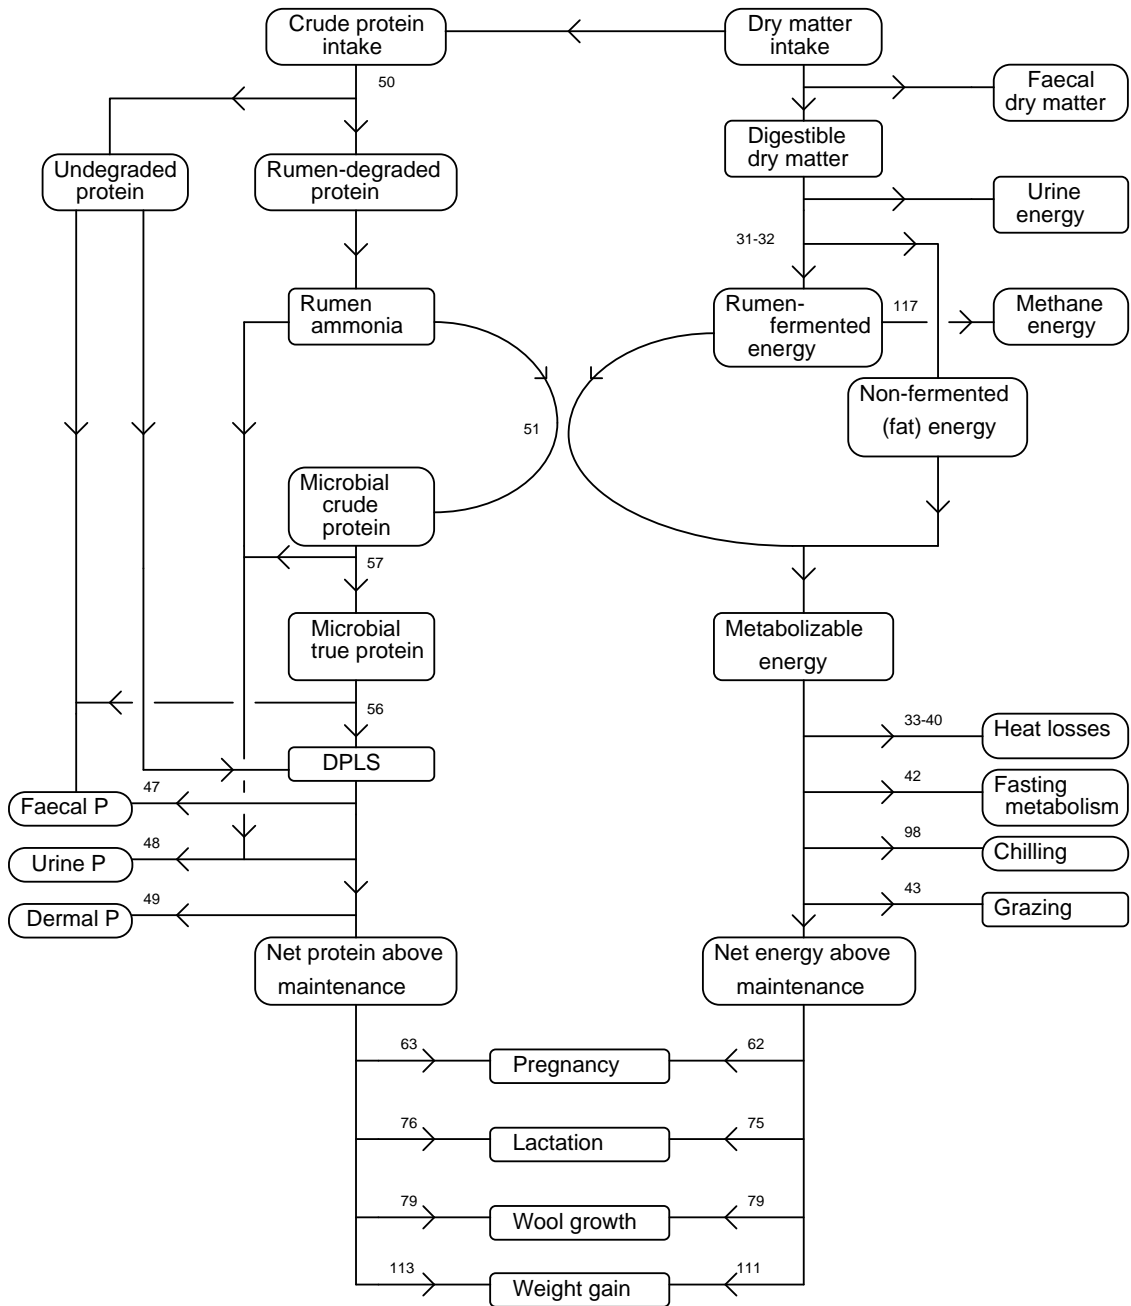 Crude protein
intake
Dry matter
intake
50
Faecal
dry matter
Digestible
dry matter
Undegraded
protein
Rumen-degraded
protein
Urine
energy
31-32
Rumen
ammonia
Rumen-
fermented
energy
117
Methane
energy
Non-fermented
(fat) energy
51
Microbial
crude
protein
57
Microbial
true protein
Metabolizable
energy
56
33-40
Heat losses
DPLS
47
Faecal P
42
Fasting
metabolism
48
Urine P
98
Chilling
49
Dermal P
43
Grazing
Net protein above
maintenance
Net energy above
maintenance
63
Pregnancy
62
76
Lactation
75
79
Wool growth
79
113
Weight gain
111